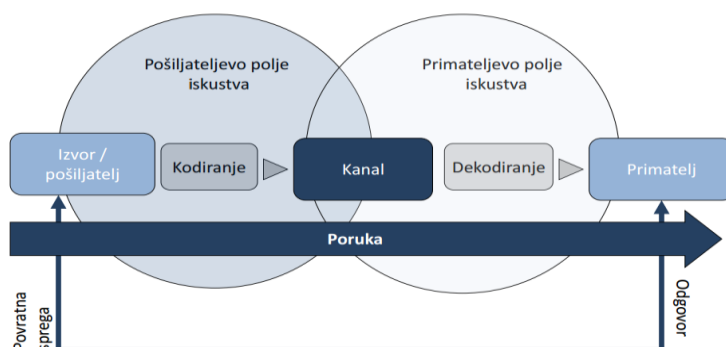 Pošiljateljevo polje
iskustva
Primateljevo polje
iskustva
Izvor /
pošiljatelj
Kodiranje
Kanal
Dekodiranje
Primatelj
Poruka
Povratna
sprega
Odgovor